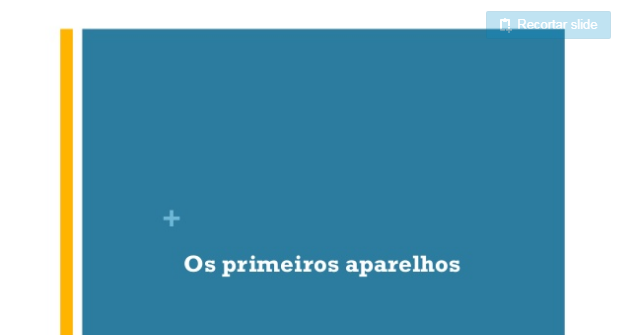 Recortar slide
+
Os primeiros aparelhos